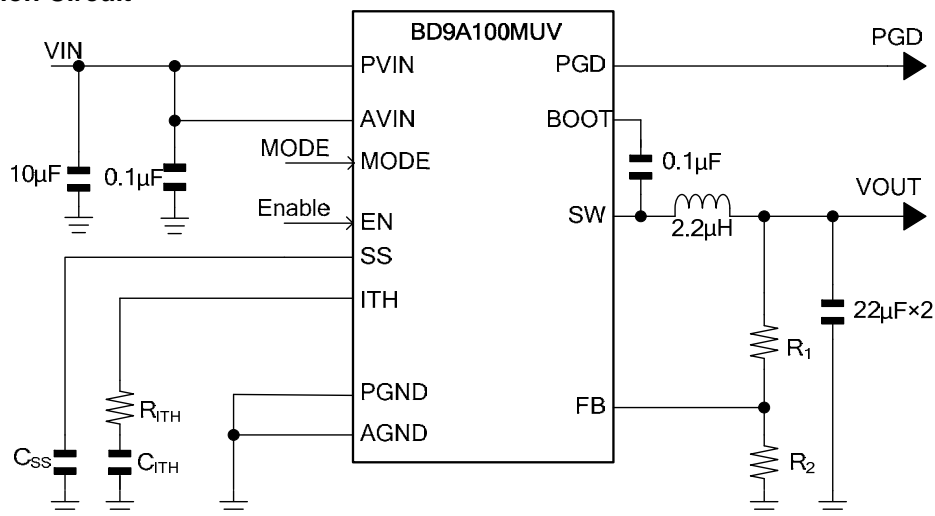 BD9A100MUV
VIN
PGD
PVIN
PGD
AVIN
BOOT
MODE
MODE
10µF
0.1µF
0.1µF
VOUT
Enable
EN
SW
2.2µH
SS
ITH
22µF×2
R1
PGND
FB
RITH
AGND
CSS
CITH
R2